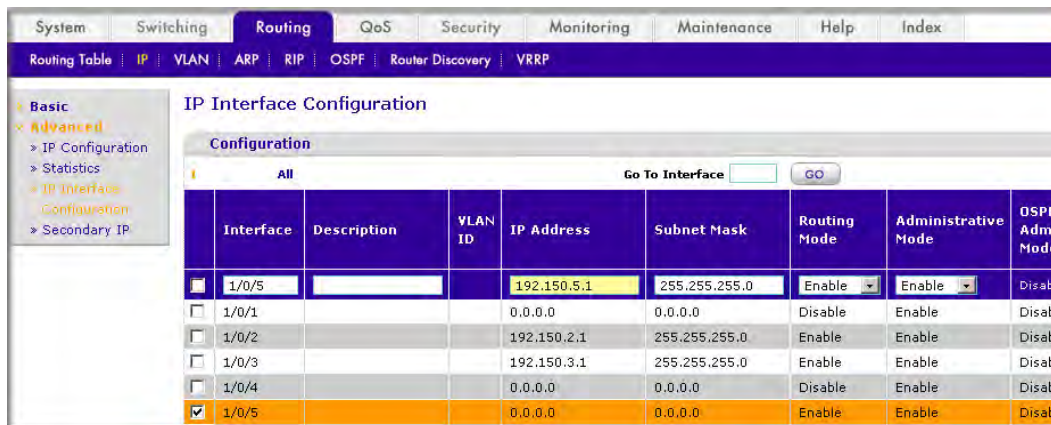 System Switching Routing QoS Security Monitoring Maintenance Help Index
Routing Table IP VLAN ARP RIP OSPF Router Discovery VRRP
Basic
Advanced
» IP Configuration
» Statistics
» IP Interface
Configuration
» Secondary IP
IP Interface Configuration
Configuration
All Go To Interface GO
Interface Description VLAN ID IP Address Subnet Mask Routing Mode Administrative Mode
1/0/5 192.150.5.1 255.255.255.0 Enable Enable
1/0/1 0.0.0.0 0.0.0.0 Disable Enable
1/0/2 192.150.2.1 255.255.255.0 Enable Enable
1/0/3 192.150.3.1 255.255.255.0 Enable Enable
1/0/4 0.0.0.0 0.0.0.0 Disable Enable
1/0/5 0.0.0.0 0.0.0.0 Enable Enable